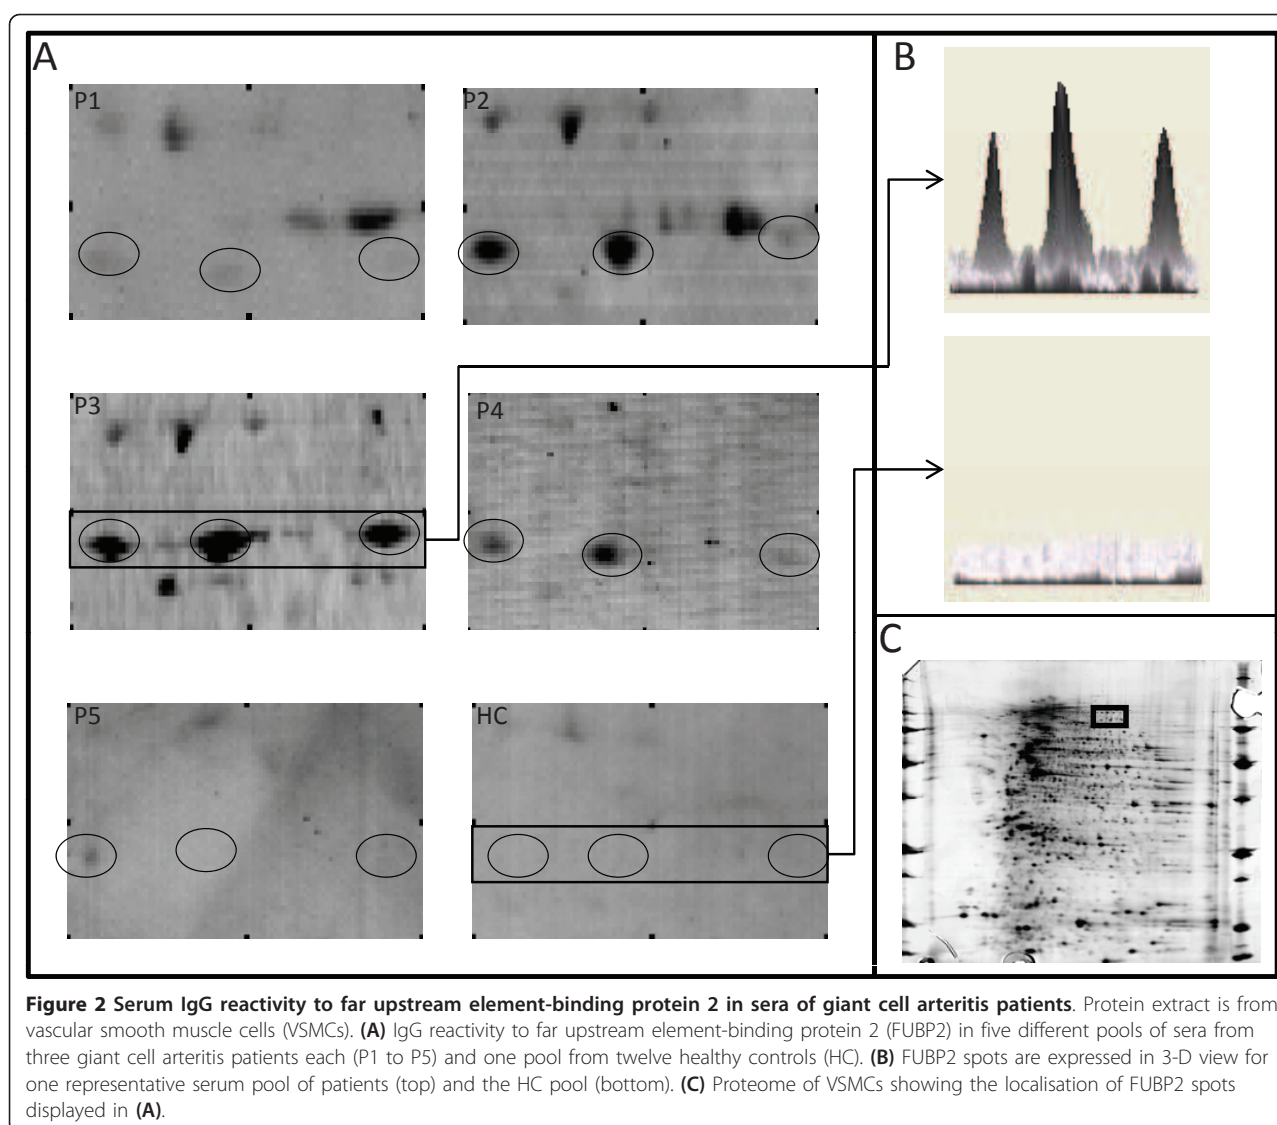 A
P1
P2
B
P3
P4
C
P5
HC
Figure 2 Serum IgG reactivity to far upstream element-binding protein 2 in sera of giant cell arteritis patients. Protein extract is from
vascular smooth muscle cells (VSMCs). (A) IgG reactivity to far upstream element-binding protein 2 (FUBP2) in five different pools of sera from
three giant cell arteritis patients each (P1 to P5) and one pool from twelve healthy controls (HC). (B) FUBP2 spots are expressed in 3-D view for
one representative serum pool of patients (top) and the HC pool (bottom). (C) Proteome of VSMCs showing the localisation of FUBP2 spots
displayed in (A).